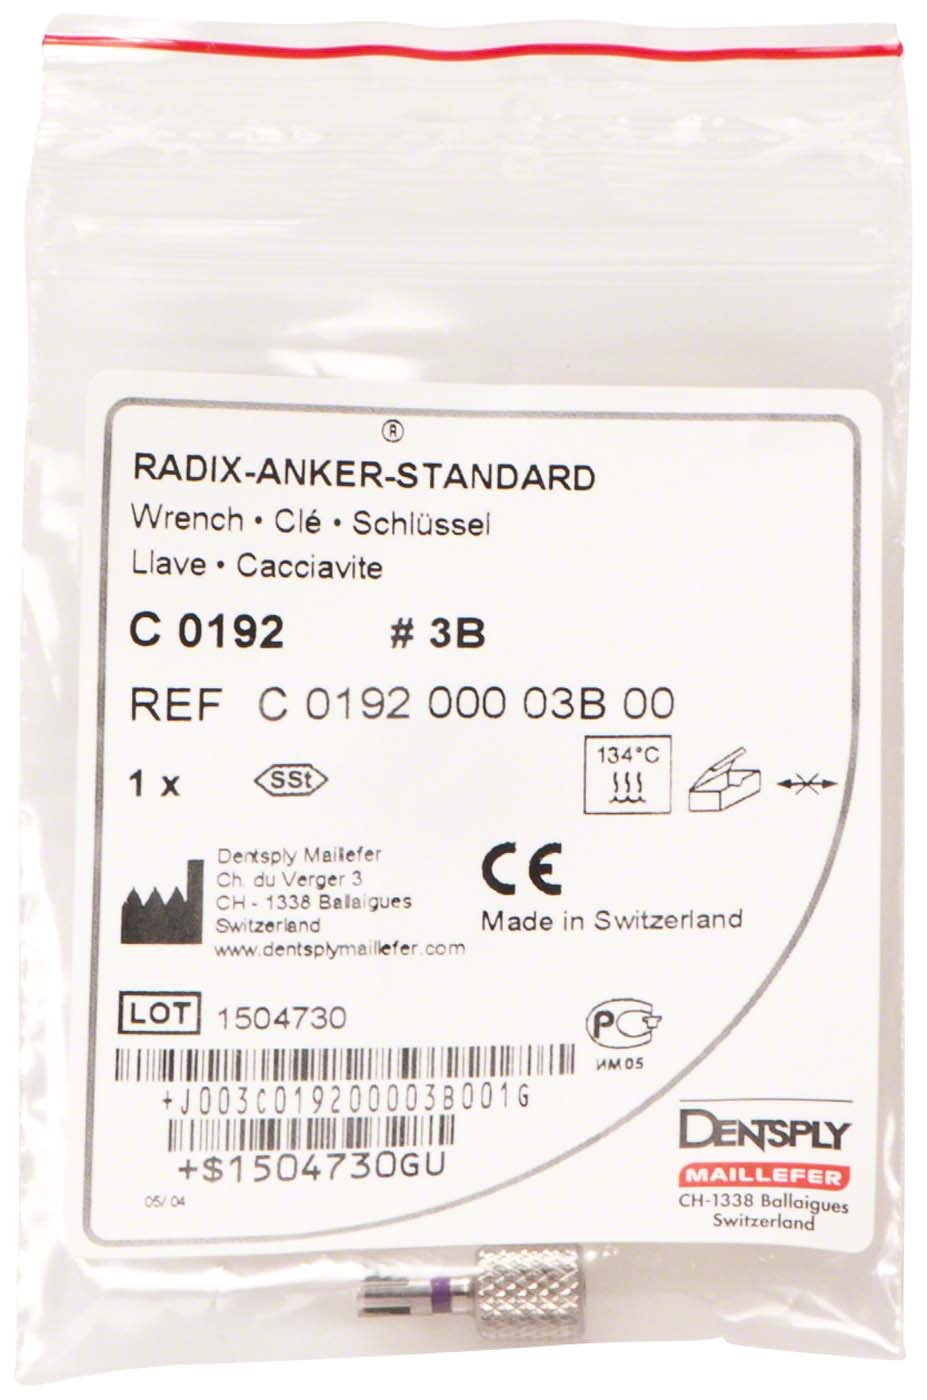 ®
RADIX-ANKER-STANDARD
Wrench • Clé • Schlüssel
Llave • Cacciavite
C 0192 # 3B
REF C 0192 000 03B 00
1 x SSt 134°C
Dentsply Maillefer
Ch. du Verger 3
CH - 1338 Ballaigues
Switzerland
www.dentsplymaillefer.com
CE
Made in Switzerland
LOT 1504730
PC
ИМ05
+J003C019200003B001G
+$1504730GU
05/ 04
DENTSPLY
MAILLEFER
CH-1338 Ballaigues
Switzerland